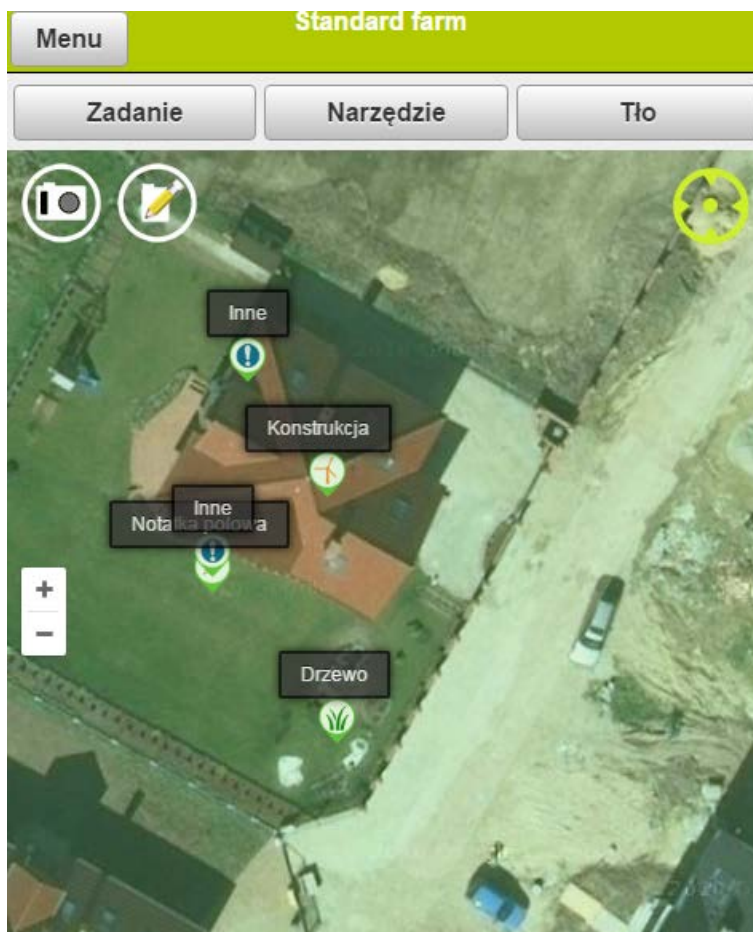 Standard farm
Menu
Zadanie
Narzędzie
Tło
Inne
Konstrukcja
Inne
Notatka polowa
Drzewo
+
−